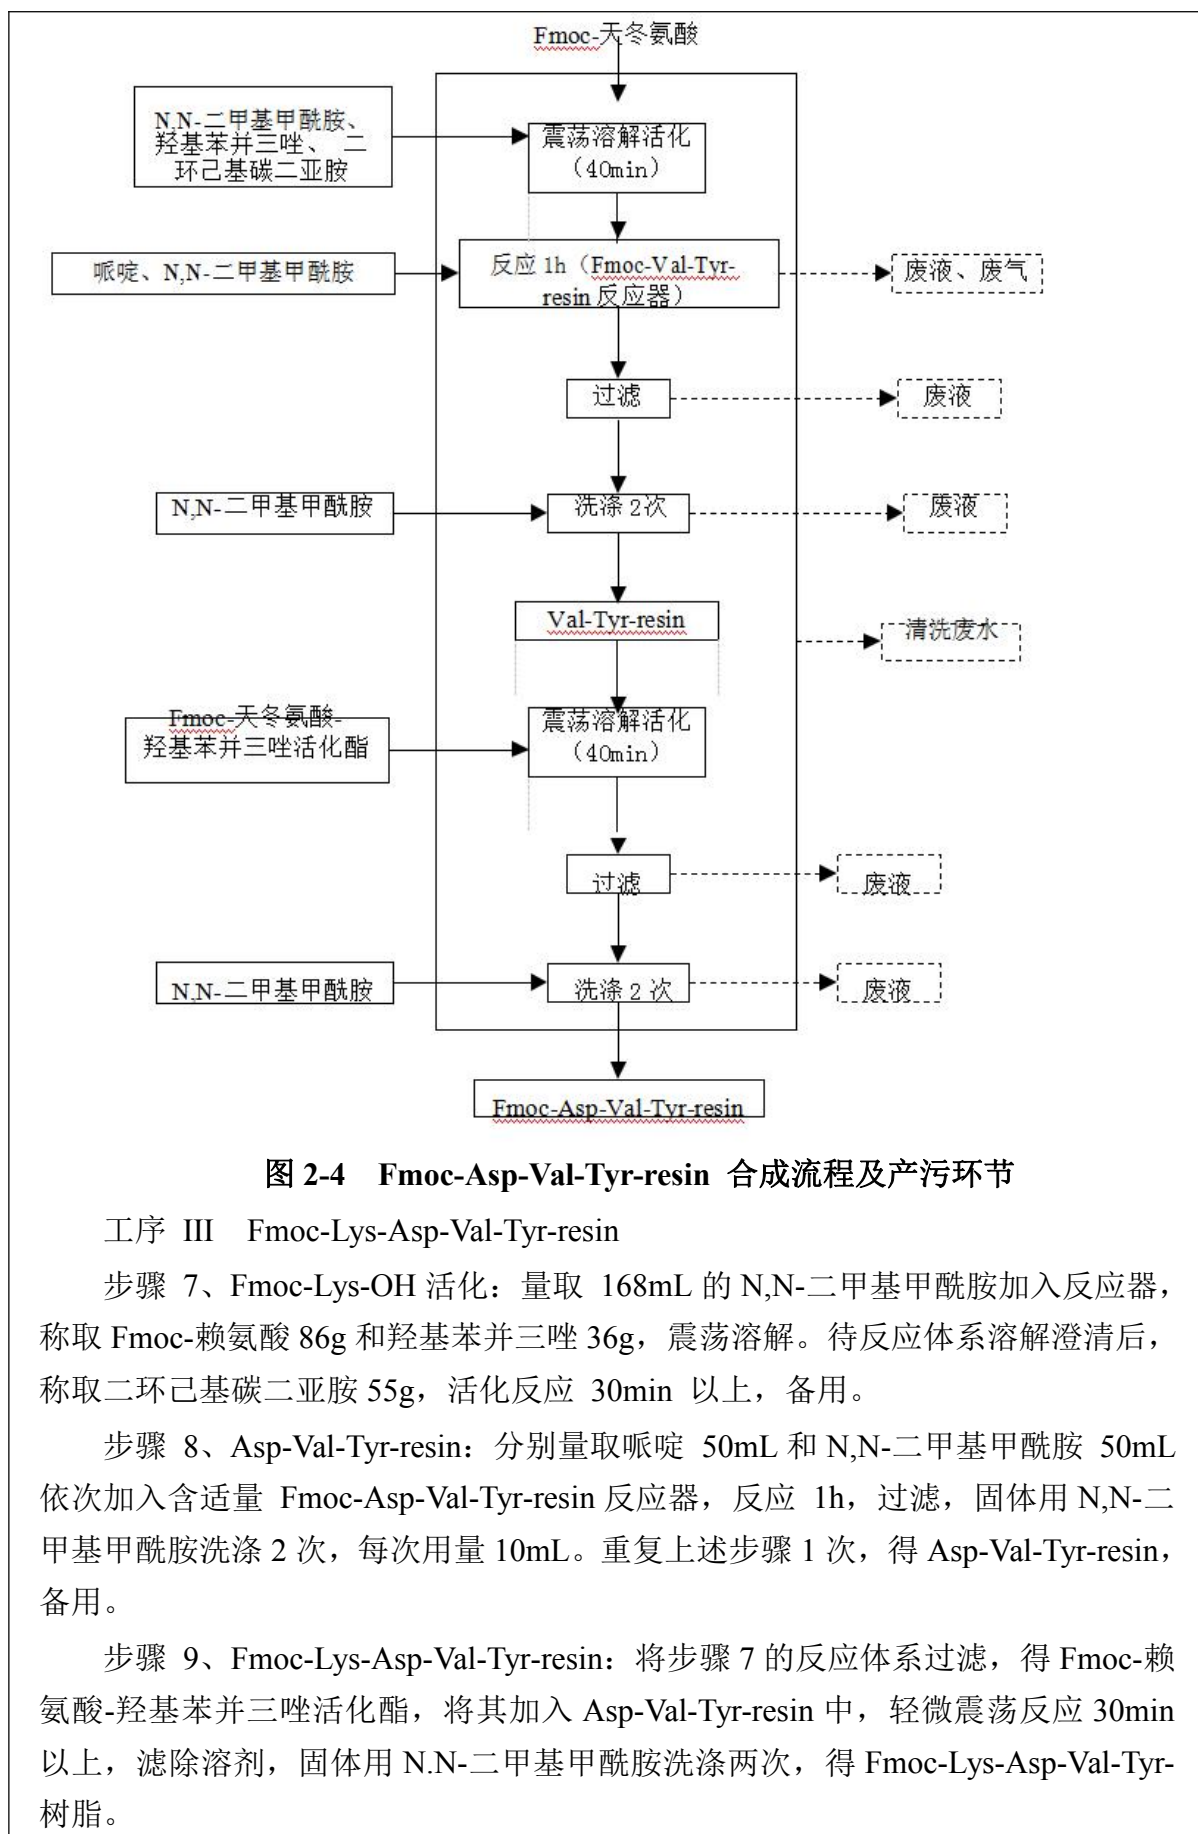 Fmoc-天冬氨酸
N,N-二甲基甲酰胺、
羟基苯并三唑、 二
环己基碳二亚胺
震荡溶解活化
（40min）
哌啶、N,N-二甲基甲酰胺
反应 1h（Fmoc-Val-Tyr-
resin 反应器）
废液、废气
过滤
废液
N,N-二甲基甲酰胺
洗涤 2次
废液
Val-Tyr-resin
清洗废水
Fmoc-天冬氨酸-
羟基苯并三唑活化酯
震荡溶解活化
（40min）
过滤
废液
N,N-二甲基甲酰胺
洗涤 2 次
废液
Fmoc-Asp-Val-Tyr-resin
图 2-4 Fmoc-Asp-Val-Tyr-resin 合成流程及产污环节
工序 III Fmoc-Lys-Asp-Val-Tyr-resin
步骤 7、Fmoc-Lys-OH 活化：量取 168mL 的 N,N-二甲基甲酰胺加入反应器，
称取 Fmoc-赖氨酸 86g 和羟基苯并三唑 36g，震荡溶解。待反应体系溶解澄清后，
称取二环己基碳二亚胺 55g，活化反应 30min 以上，备用。
步骤 8、Asp-Val-Tyr-resin：分别量取哌啶 50mL 和 N,N-二甲基甲酰胺 50mL
依次加入含适量 Fmoc-Asp-Val-Tyr-resin 反应器，反应 1h，过滤，固体用 N,N-二
甲基甲酰胺洗涤 2 次，每次用量 10mL。重复上述步骤 1 次，得 Asp-Val-Tyr-resin，
备用。
步骤 9、Fmoc-Lys-Asp-Val-Tyr-resin：将步骤 7 的反应体系过滤，得 Fmoc-赖
氨酸-羟基苯并三唑活化酯，将其加入 Asp-Val-Tyr-resin 中，轻微震荡反应 30min
以上，滤除溶剂，固体用 N.N-二甲基甲酰胺洗涤两次，得 Fmoc-Lys-Asp-Val-Tyr-
树脂。